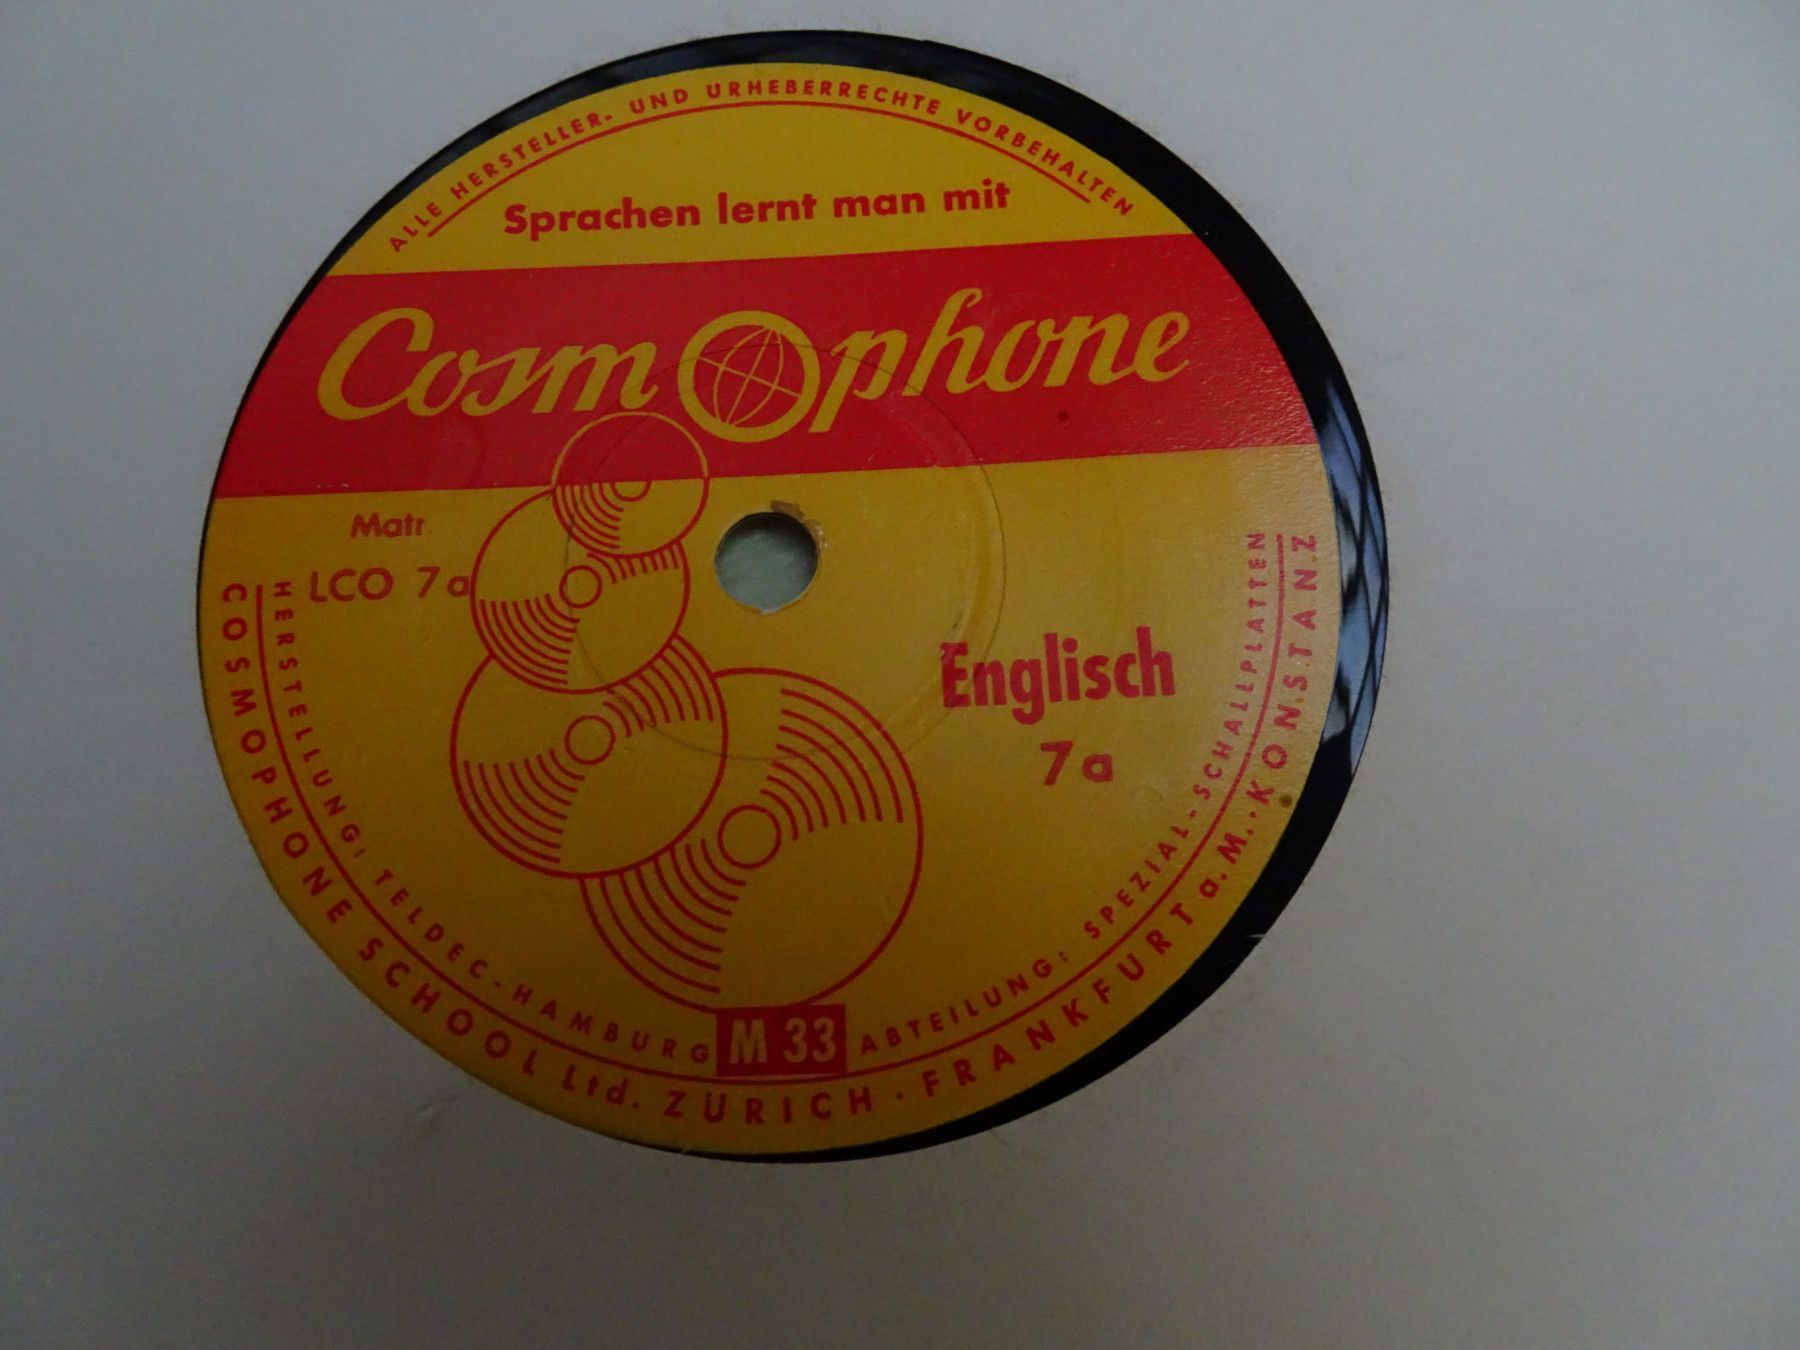 ALLE HERSTELLER- UND URHEBERRECHTE VORBEHALTEN
Sprachen lernt man mit
Cosmophone
Matr
LCO 7a
Englisch
7a
HERSTELLUNG: TELDEC-HAMBURG
M 33
ABTEILUNG: SPEZIAL-SCHALLPLATTEN
COSMOPHONE SCHOOL Ltd. ZÜRICH · FRANKFURT a.M. · KONSTANZ